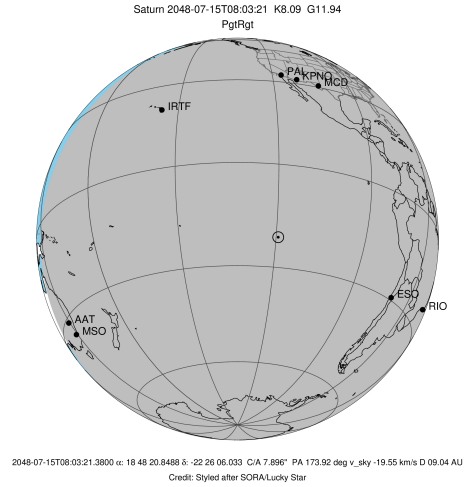 Saturn 2048-07-15T08:03:21 K8.09 G11.94
PgtRgt
PAL
KPNO
MCD
IRTF
ESO
RIO
AAT
MSO
2048-07-15T08:03:21.3800 α: 18 48 20.8488 δ: -22 26 06.033 C/A 7.896" PA 173.92 deg v_sky -19.55 km/s D 09.04 AU
Credit: Styled after SORA/Lucky Star